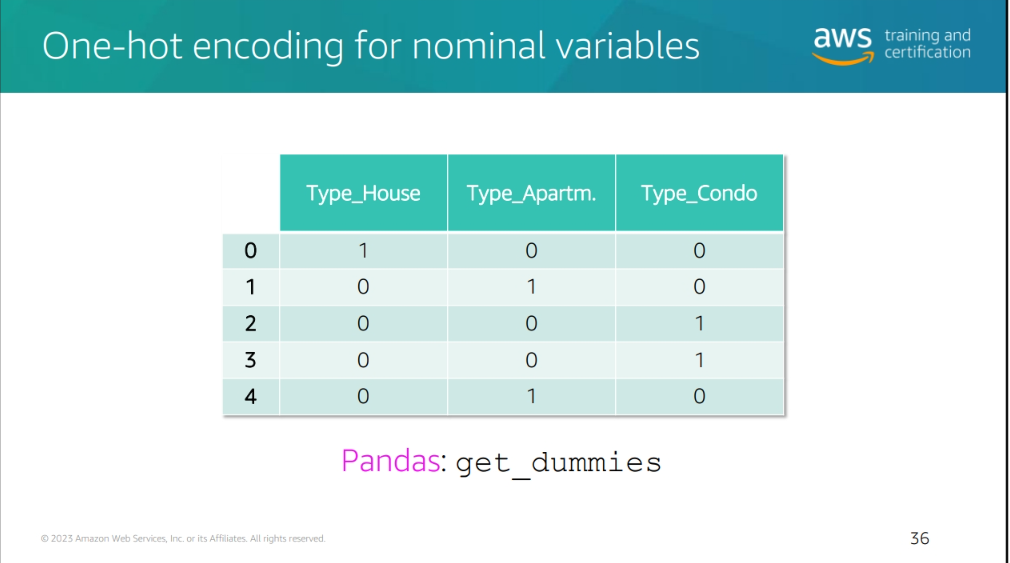 One-hot encoding for nominal variables
aws training and
certification
Type_House Type_Apartm. Type_Condo
0 1 0 0
1 0 1 0
2 0 0 1
3 0 0 1
4 0 1 0
Pandas: get_dummies
© 2023 Amazon Web Services, Inc. or its Affiliates. All rights reserved.
36